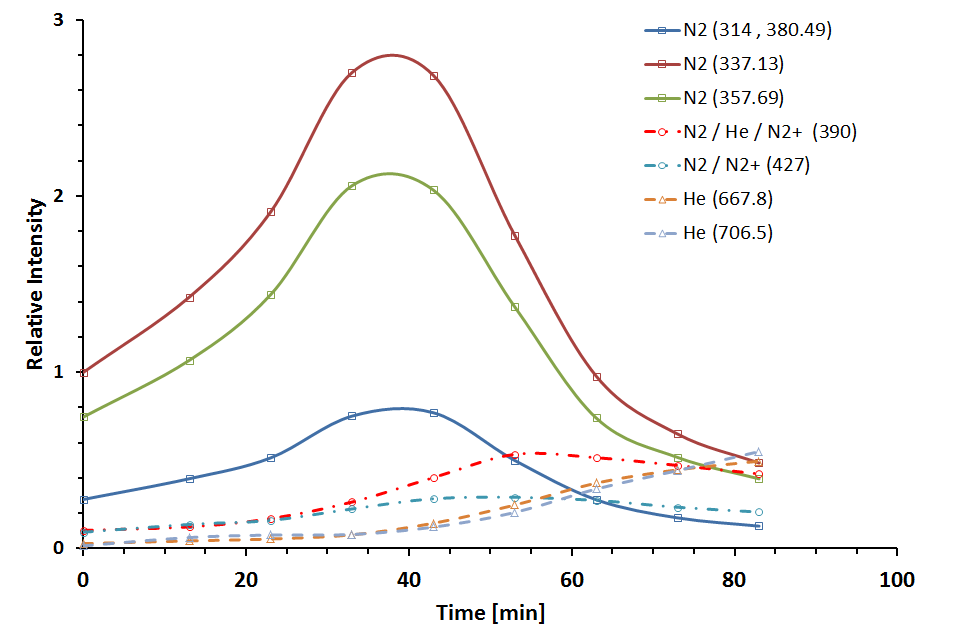 3
N2 (314 , 380.49)
N2 (337.13)
N2 (357.69)
N2 / He / N2+ (390)
2
N2 / N2+ (427)
He (667.8)
He (706.5)
Relative Intensity
1
0
0 20 40 60 80 100
Time [min]